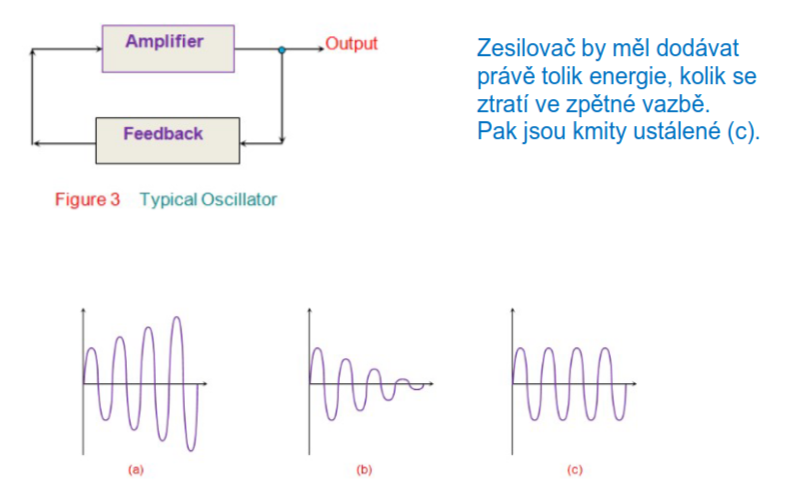 Amplifier
Output
Feedback
Figure 3 Typical Oscillator
Zesilovač by měl dodávat
právě tolik energie, kolik se
ztratí ve zpětné vazbě.
Pak jsou kmity ustálené (c).
(a)
(b)
(c)